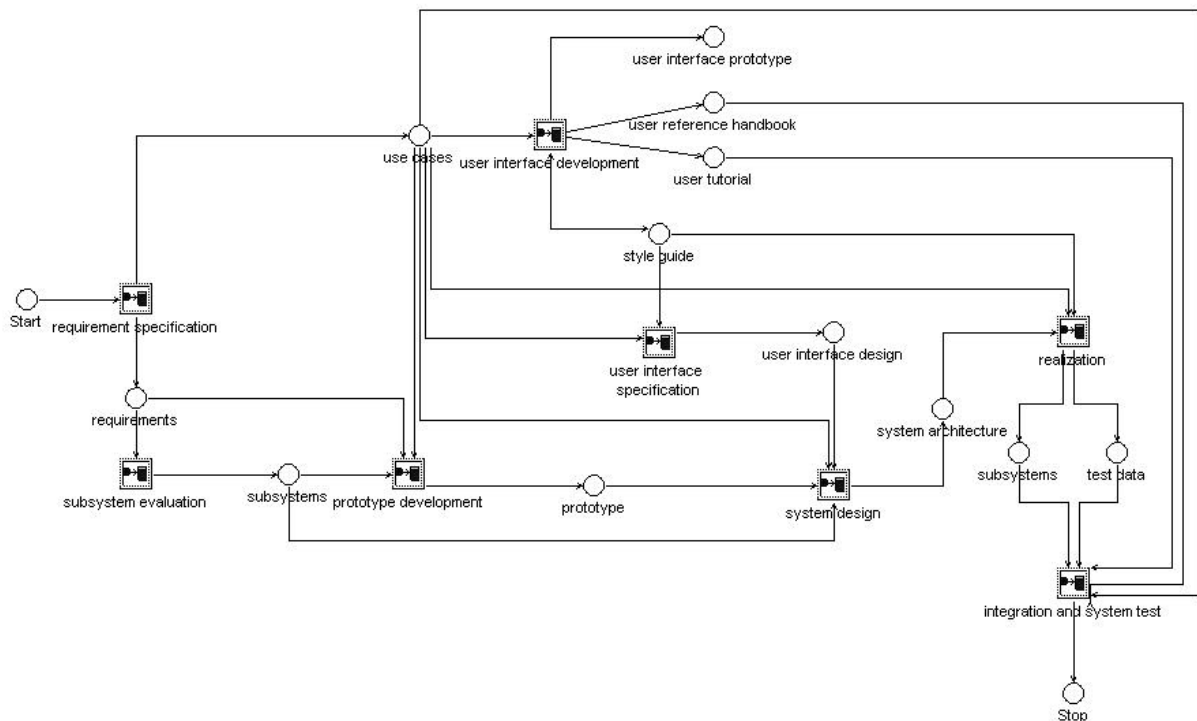 user interface prototype
user reference handbook
use cases
user interface development
user tutorial
style guide
Start
requirement specification
user interface design
realization
user interface
specification
requirements
system architecture
subsystem evaluation
subsystems
prototype development
prototype
system design
subsystems
test data
integration and system test
Stop